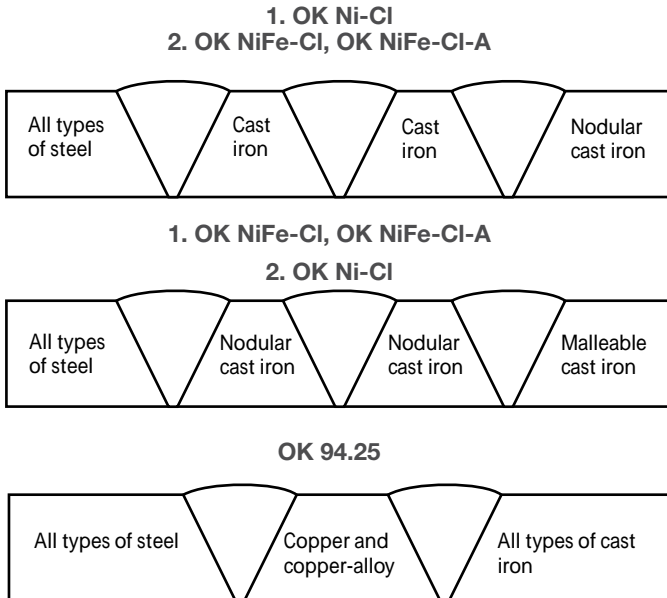 1. OK Ni-Cl
2. OK NiFe-Cl, OK NiFe-Cl-A
All types
of steel
Cast
iron
Cast
iron
Nodular
cast iron
1. OK NiFe-Cl, OK NiFe-Cl-A
2. OK Ni-Cl
All types
of steel
Nodular
cast iron
Nodular
cast iron
Malleable
cast iron
OK 94.25
All types of steel
Copper and
copper-alloy
All types of cast
iron